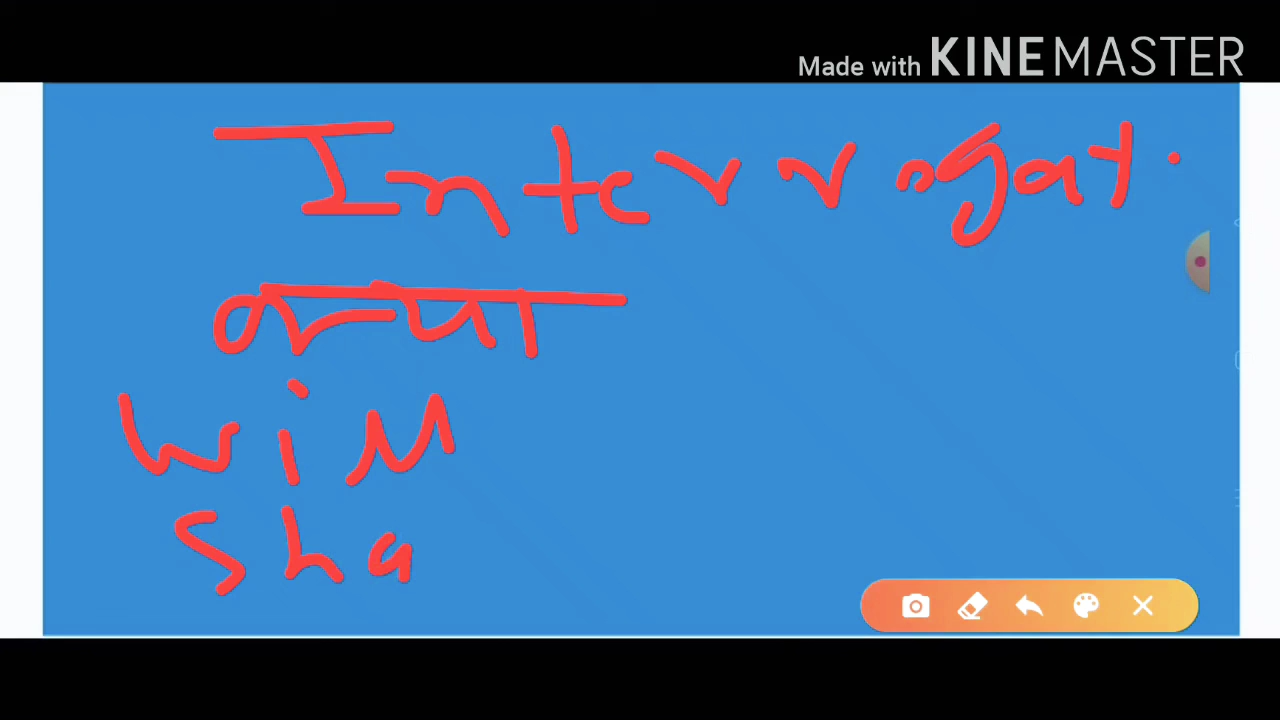 Made with KINEMASTER
Interrogat.
क्या
Will
Sha